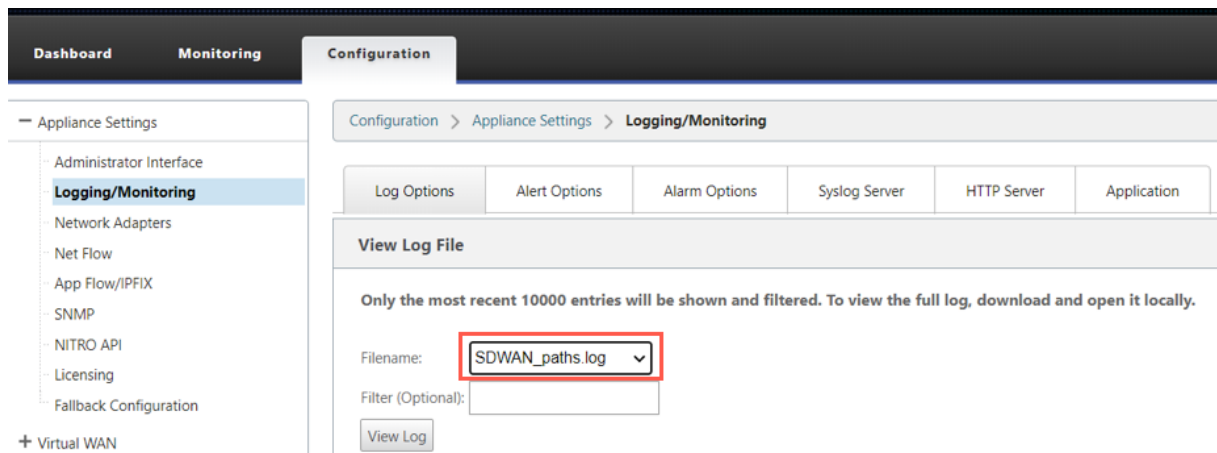 Dashboard Monitoring Configuration
Appliance Settings
Administrator Interface
Logging/Monitoring
Network Adapters
Net Flow
App Flow/IPFIX
SNMP
NITRO API
Licensing
Fallback Configuration
Virtual WAN
Configuration > Appliance Settings > Logging/Monitoring
Log Options Alert Options Alarm Options Syslog Server HTTP Server Application
View Log File
Only the most recent 10000 entries will be shown and filtered. To view the full log, download and open it locally.
Filename: SDWAN_paths.log
Filter (Optional):
View Log